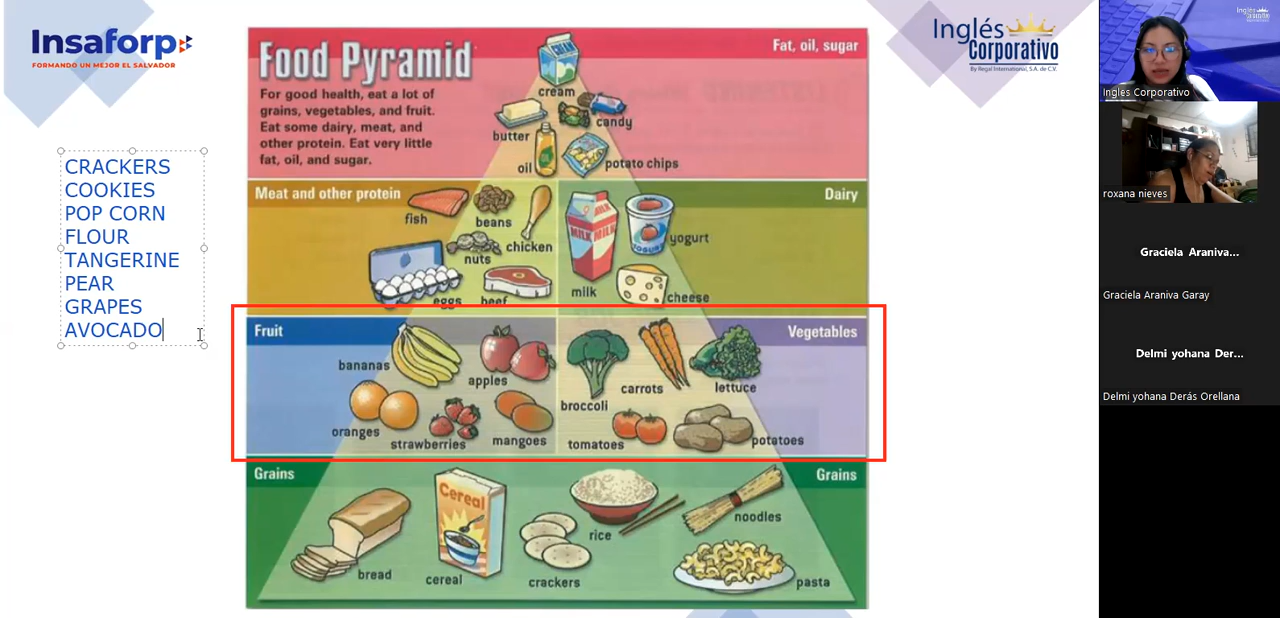 Insaforp
FORMANDO UN MEJOR EL SALVADOR
CRACKERS
COOKIES
POP CORN
FLOUR
TANGERINE
PEAR
GRAPES
AVOCADO
Food Pyramid
For good health, eat a lot of
grains, vegetables, and fruit.
Eat some dairy, meat, and
other protein. Eat very little
fat, oil, and sugar.
Fat, oil, sugar
CREAM
cream
candy
butter
oil
potato chips
Meat and other protein
fish
beans
chicken
nuts
eggs
beef
Dairy
MILK
MILK
YOGURT
yogurt
milk
cheese
Fruit
bananas
apples
oranges
strawberries
mangoes
Vegetables
broccoli
carrots
lettuce
tomatoes
potatoes
Grains
Grains
bread
Cereal
cereal
crackers
rice
noodles
pasta
Inglés
Corporativo
By Regal International, S.A. de C.V.
Ingles Corporativo
roxana nieves
Graciela Araniva...
Graciela Araniva Garay
Delmi yohana Der...
Delmi yohana Derás Orellana